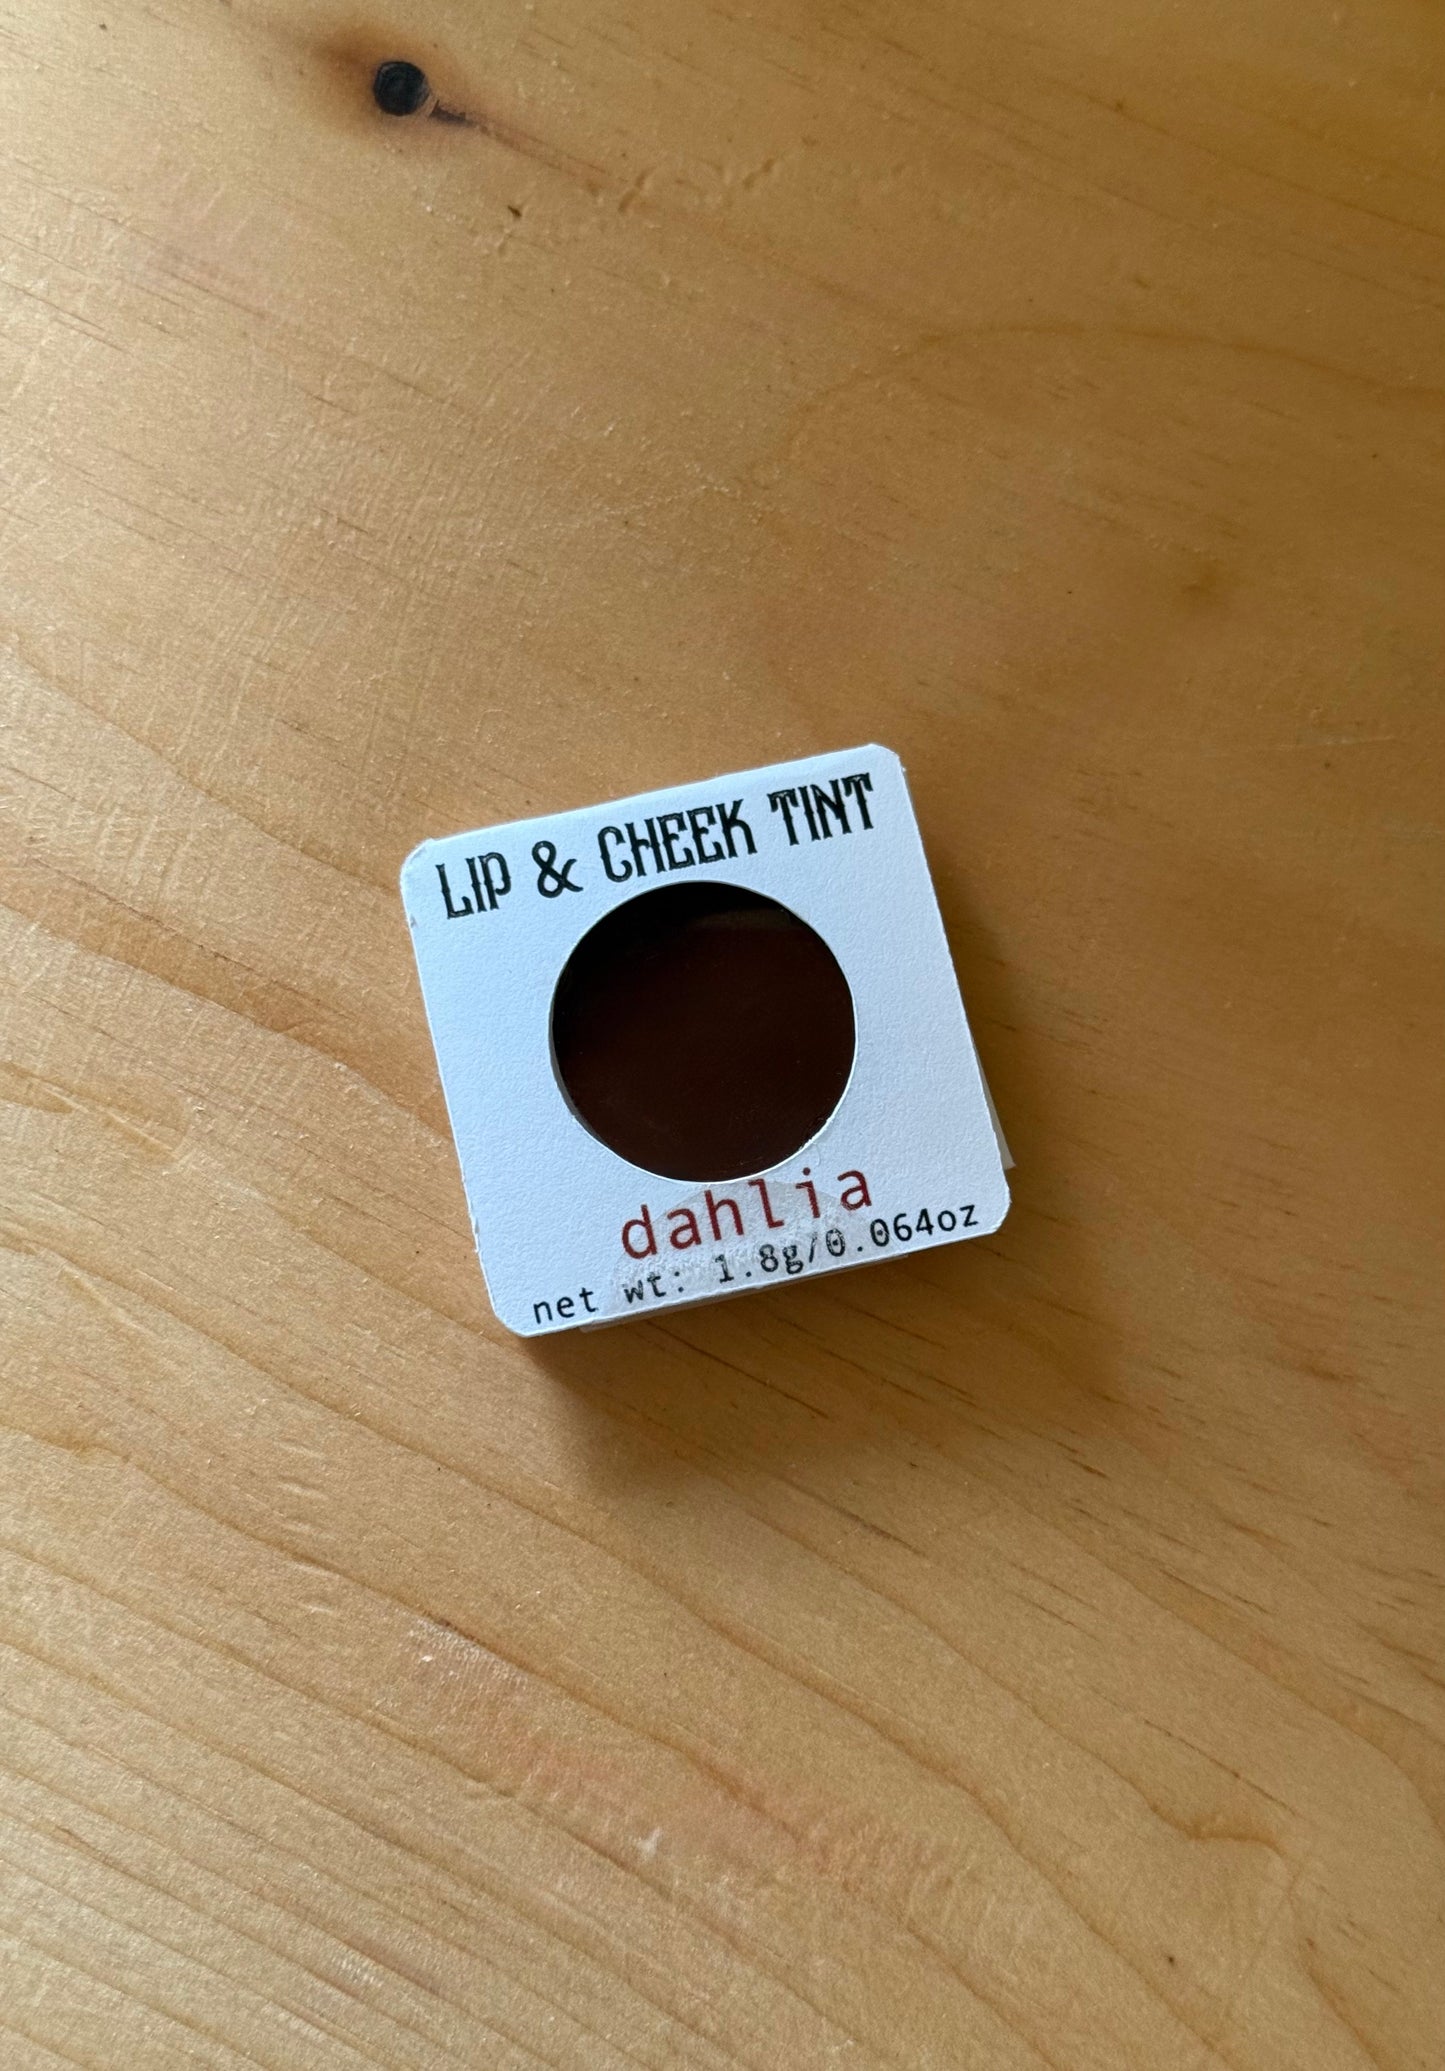 LIP & CHEEK TINT
dahlia
net wt: 1.8g/0.064oz